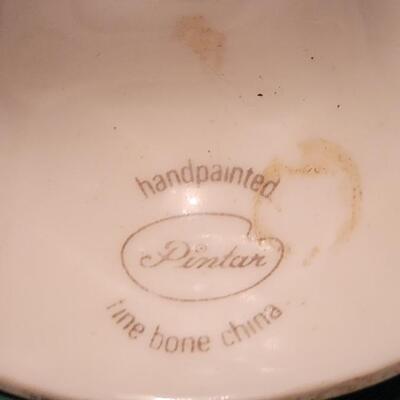 handpainted
Pintar
fine bone china